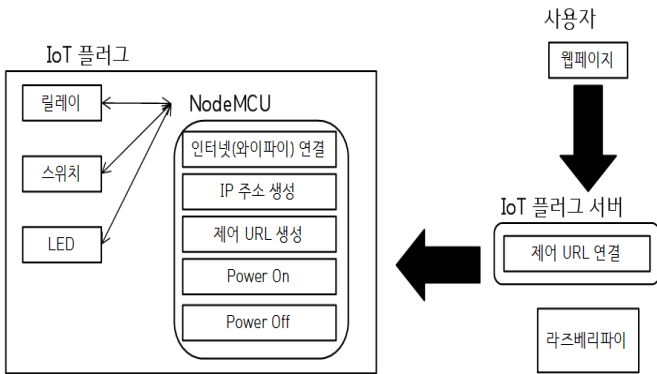 사용자
웹페이지
IoT 플러그
릴레이
스위치
LED
NodeMCU
인터넷(와이파이) 연결
IP 주소 생성
제어 URL 생성
Power On
Power Off
IoT 플러그 서버
제어 URL 연결
라즈베리파이